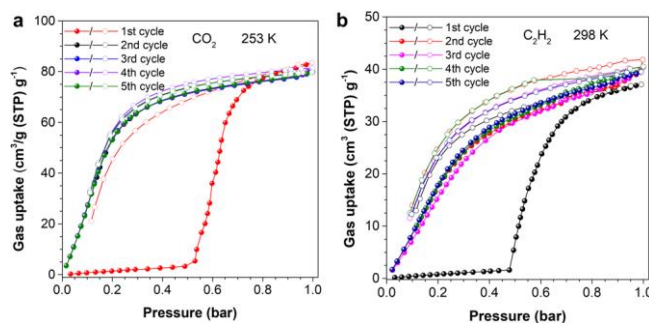 a
CO₂ 253 K
1st cycle
2nd cycle
3rd cycle
4th cycle
5th cycle
Gas uptake (cm³/g (STP) g⁻¹)
100
80
60
40
20
0
0.0 0.2 0.4 0.6 0.8 1.0
Pressure (bar)
b
C₂H₂ 298 K
1st cycle
2nd cycle
3rd cycle
4th cycle
5th cycle
Gas uptake (cm³ (STP) g⁻¹)
50
40
30
20
10
0
0.0 0.2 0.4 0.6 0.8 1.0
Pressure (bar)